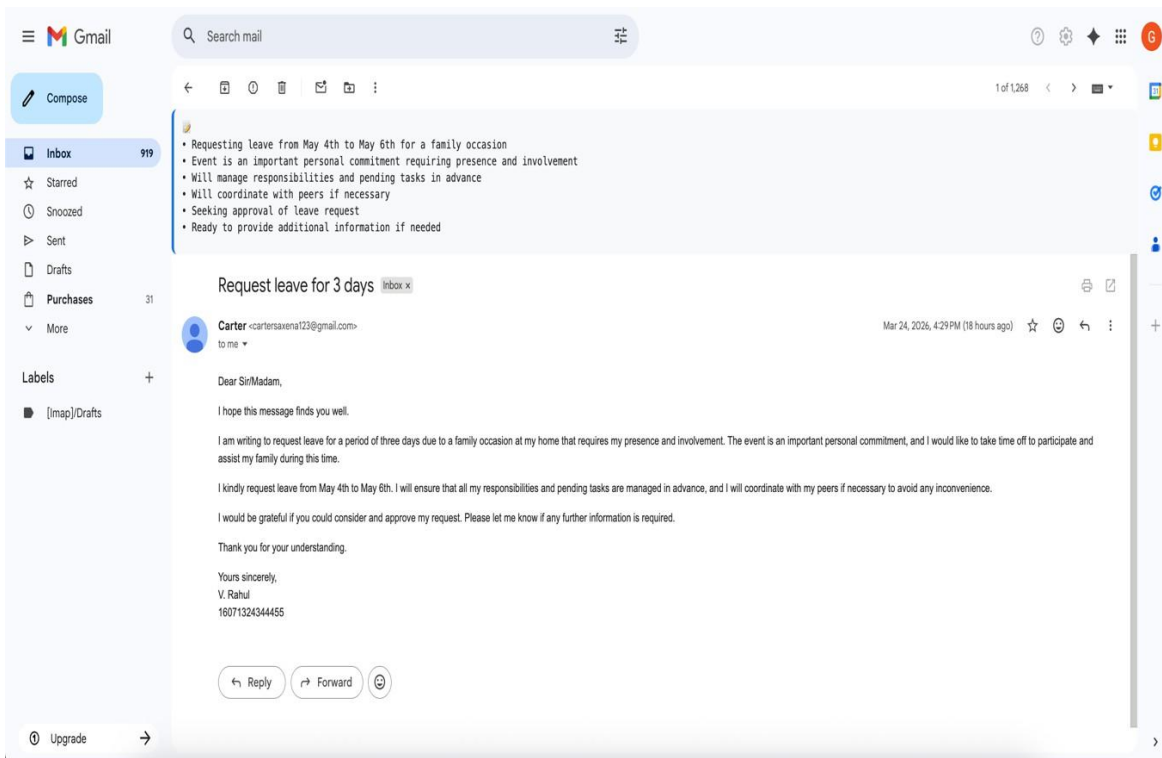 Gmail
Search mail
G
Compose
1 of 1,268
Inbox 919
Starred
Snoozed
Sent
Drafts
Purchases 31
More
Labels
[Imap]/Drafts
Upgrade
• Requesting leave from May 4th to May 6th for a family occasion
• Event is an important personal commitment requiring presence and involvement
• Will manage responsibilities and pending tasks in advance
• Will coordinate with peers if necessary
• Seeking approval of leave request
• Ready to provide additional information if needed
Request leave for 3 days Inbox x
Carter <cartersaxena123@gmail.com>
Mar 24, 2026, 4:29 PM (18 hours ago)
to me
Dear Sir/Madam,
I hope this message finds you well.
I am writing to request leave for a period of three days due to a family occasion at my home that requires my presence and involvement. The event is an important personal commitment, and I would like to take time off to participate and
assist my family during this time.
I kindly request leave from May 4th to May 6th. I will ensure that all my responsibilities and pending tasks are managed in advance, and I will coordinate with my peers if necessary to avoid any inconvenience.
I would be grateful if you could consider and approve my request. Please let me know if any further information is required.
Thank you for your understanding.
Yours sincerely,
V. Rahul
16071324344455
Reply
Forward
31